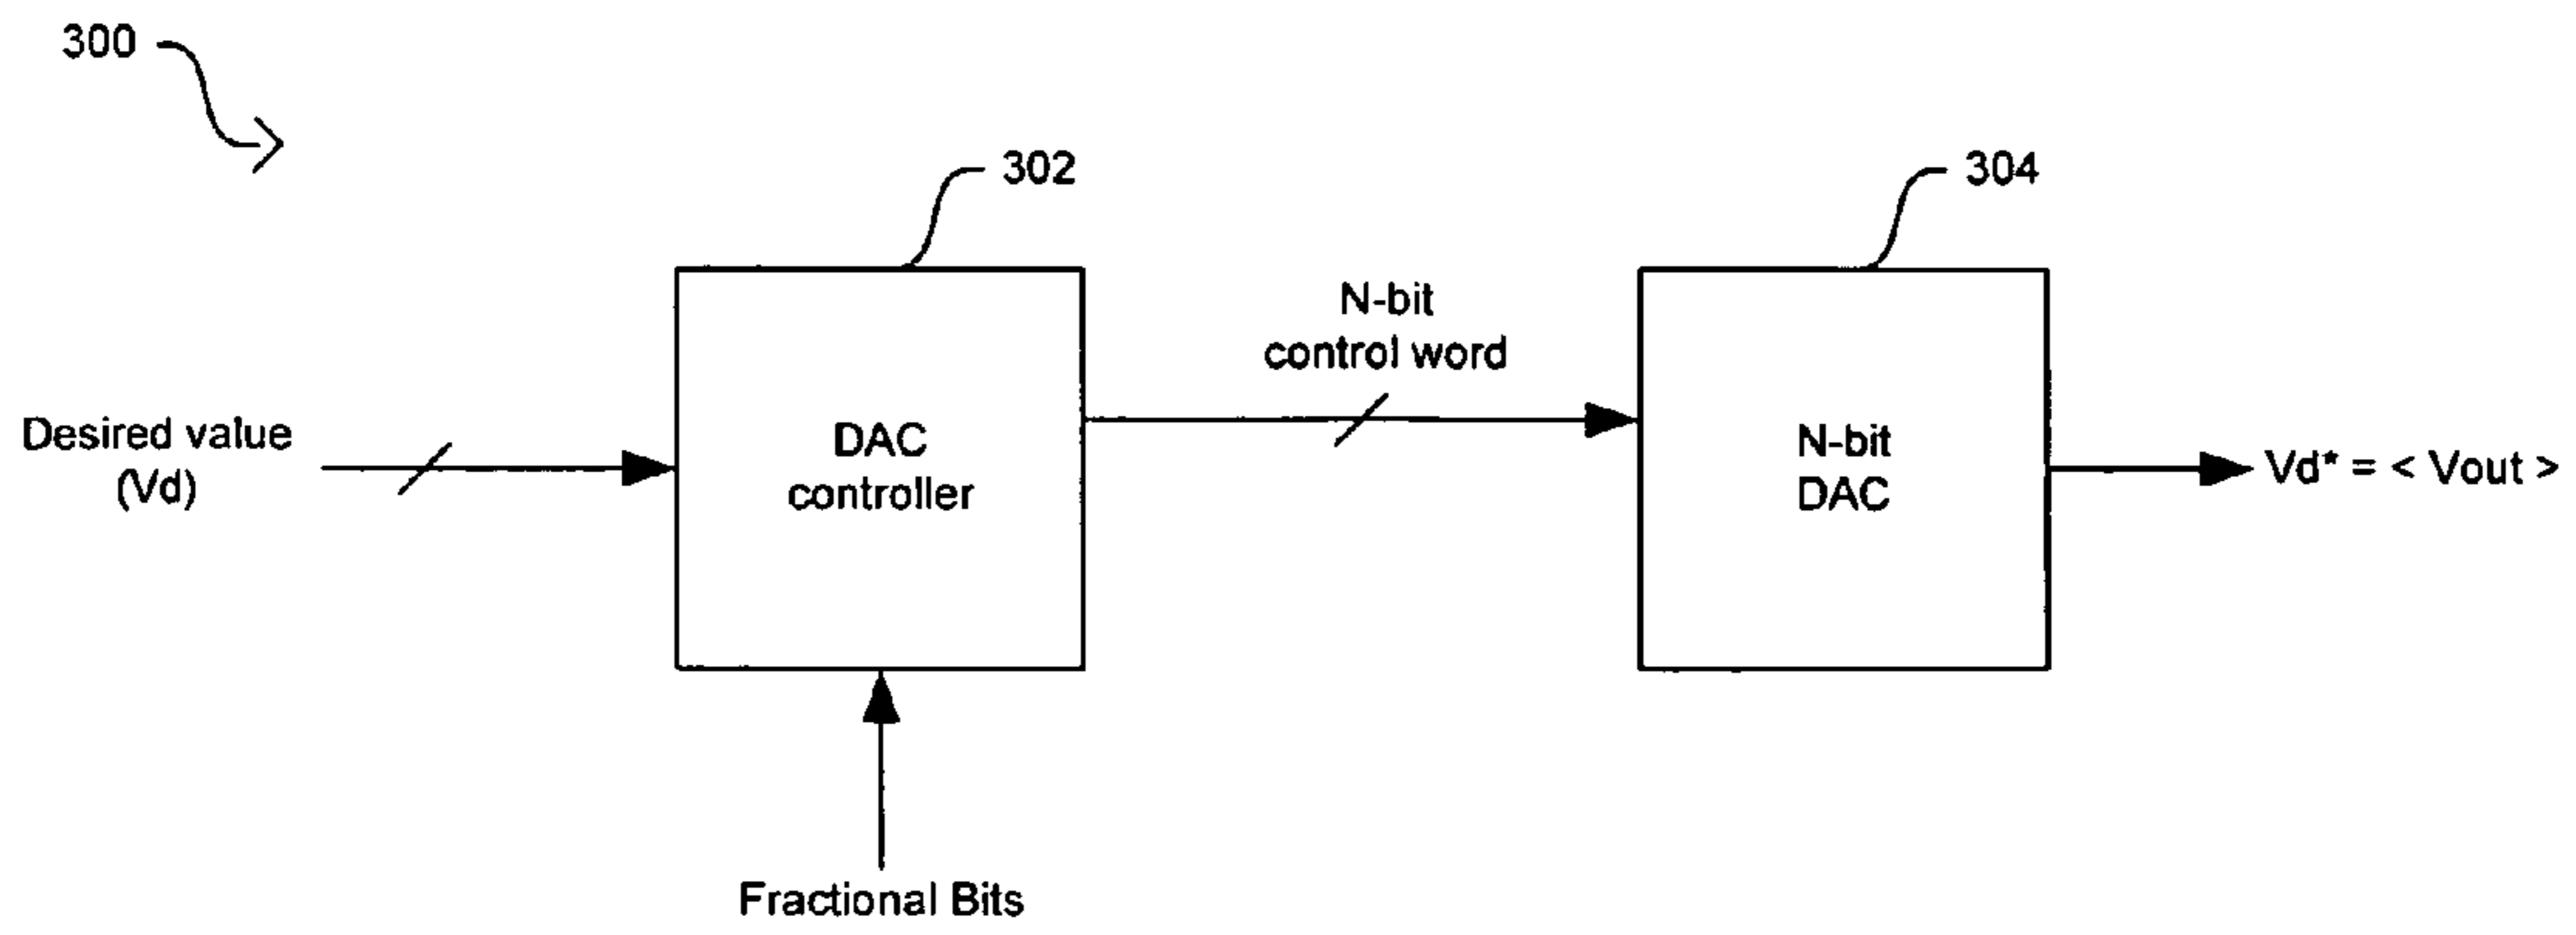 300
302
304
N-bit
control word
Desired value
(Vd)
DAC
controller
N-bit
DAC
Vd* = < Vout >
Fractional Bits